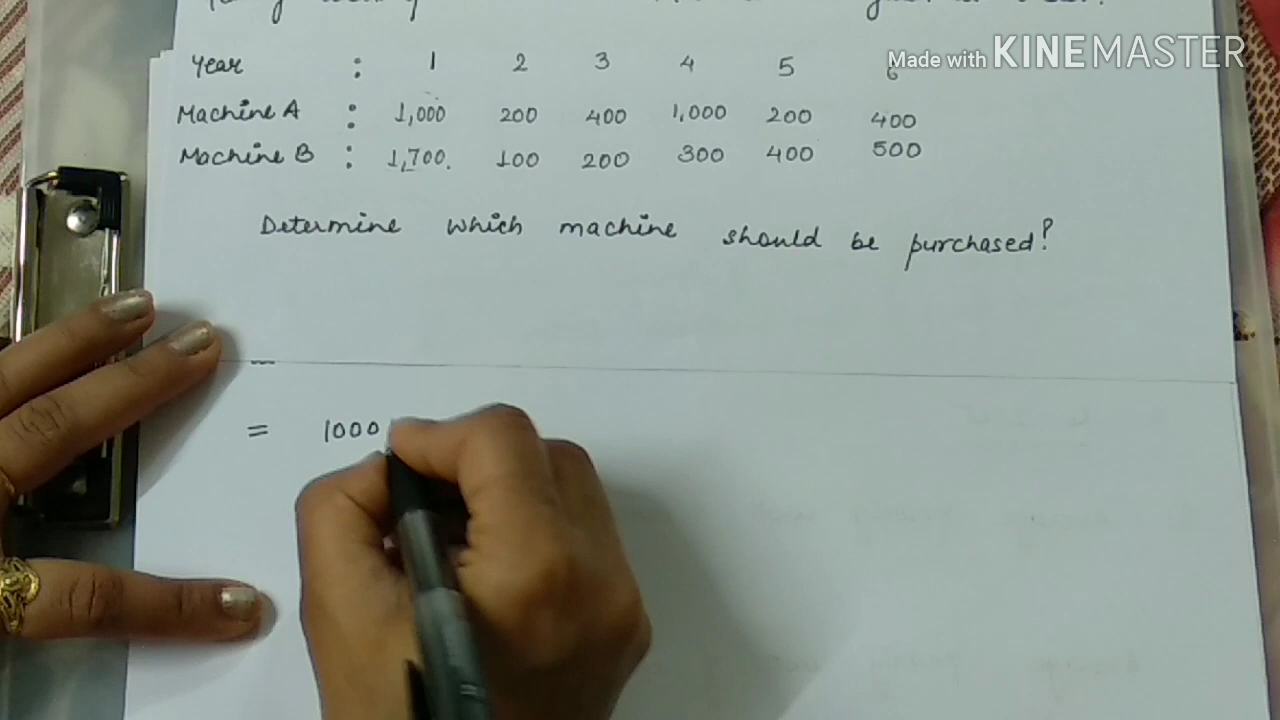 Made with KINEMASTER
Year : 1 2 3 4 5 6
Machine A : 1,000 200 400 1,000 200 400
Machine B : 1,700. 100 200 300 400 500
Determine which machine should be purchased?
= 1000